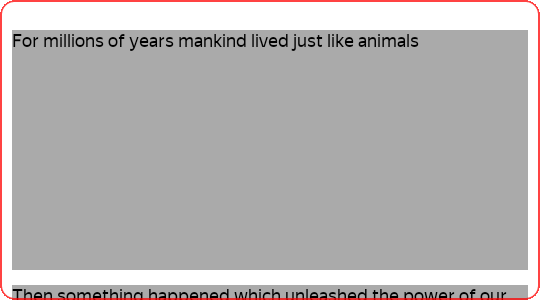 For millions of years mankind lived just like animals
Then something happened which unleashed the power of our